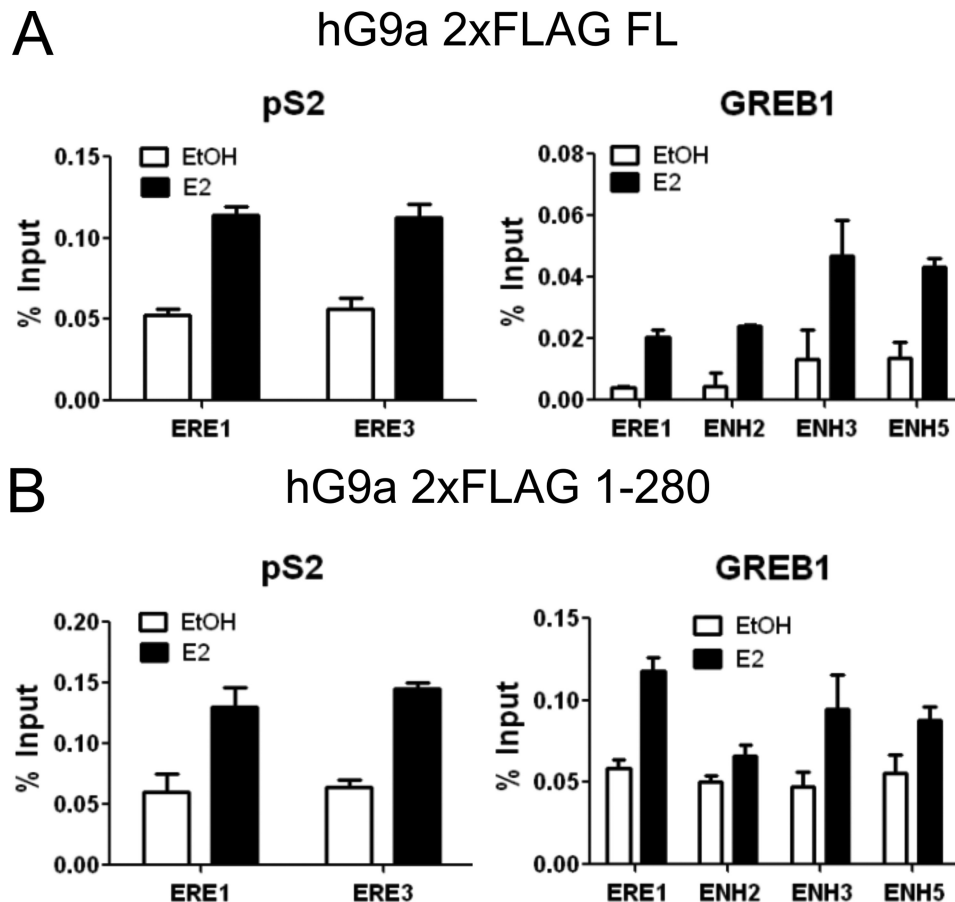 A
hG9a 2xFLAG FL
pS2
EtOH
E2
% Input
0.15
0.10
0.05
0.00
ERE1 ERE3
GREB1
EtOH
E2
% Input
0.08
0.06
0.04
0.02
0.00
ERE1 ENH2 ENH3 ENH5
B
hG9a 2xFLAG 1-280
pS2
EtOH
E2
% Input
0.20
0.15
0.10
0.05
0.00
ERE1 ERE3
GREB1
EtOH
E2
% Input
0.15
0.10
0.05
0.00
ERE1 ENH2 ENH3 ENH5